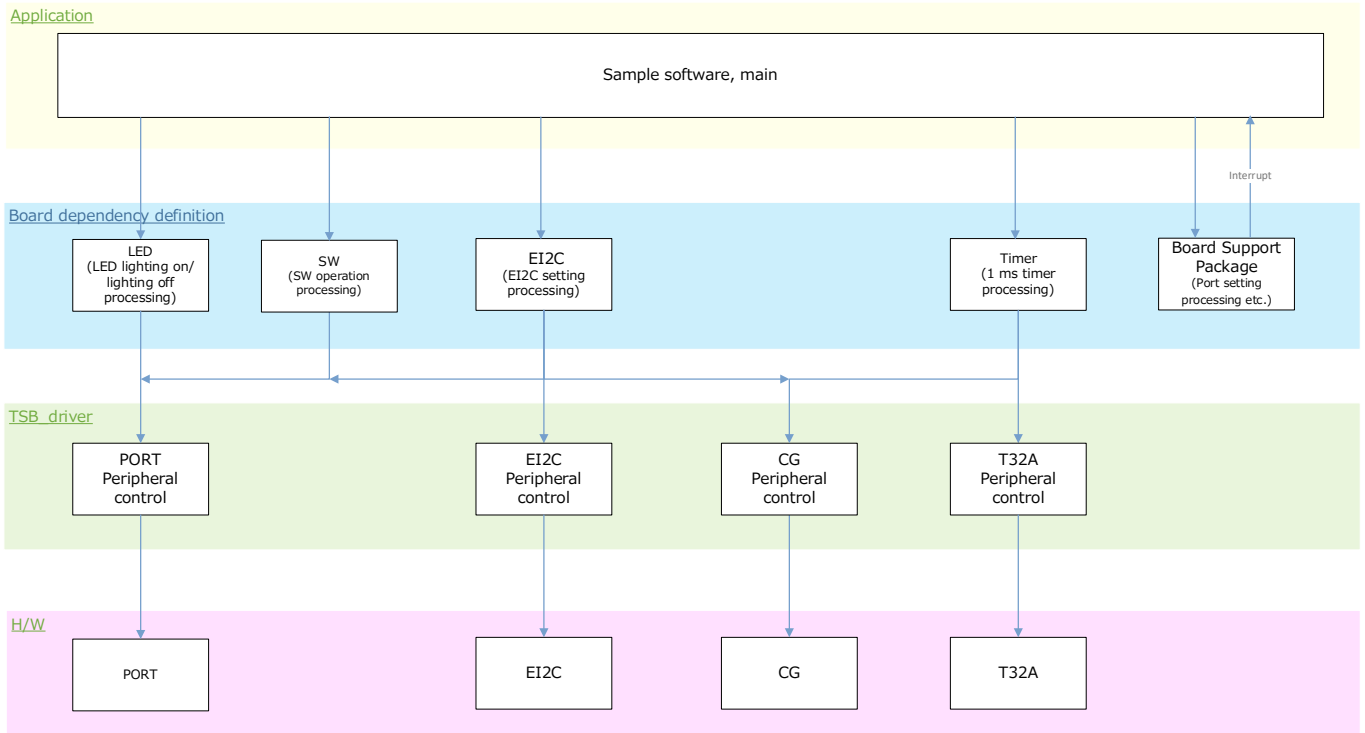 Application
Sample software, main
Interrupt
Board dependency definition
LED
(LED lighting on/
lighting off
processing)
SW
(SW operation
processing)
EI2C
(EI2C setting
processing)
Timer
(1 ms timer
processing)
Board Support
Package
(Port setting
processing etc.)
TSB_driver
PORT
Peripheral
control
EI2C
Peripheral
control
CG
Peripheral
control
T32A
Peripheral
control
H/W
PORT
EI2C
CG
T32A